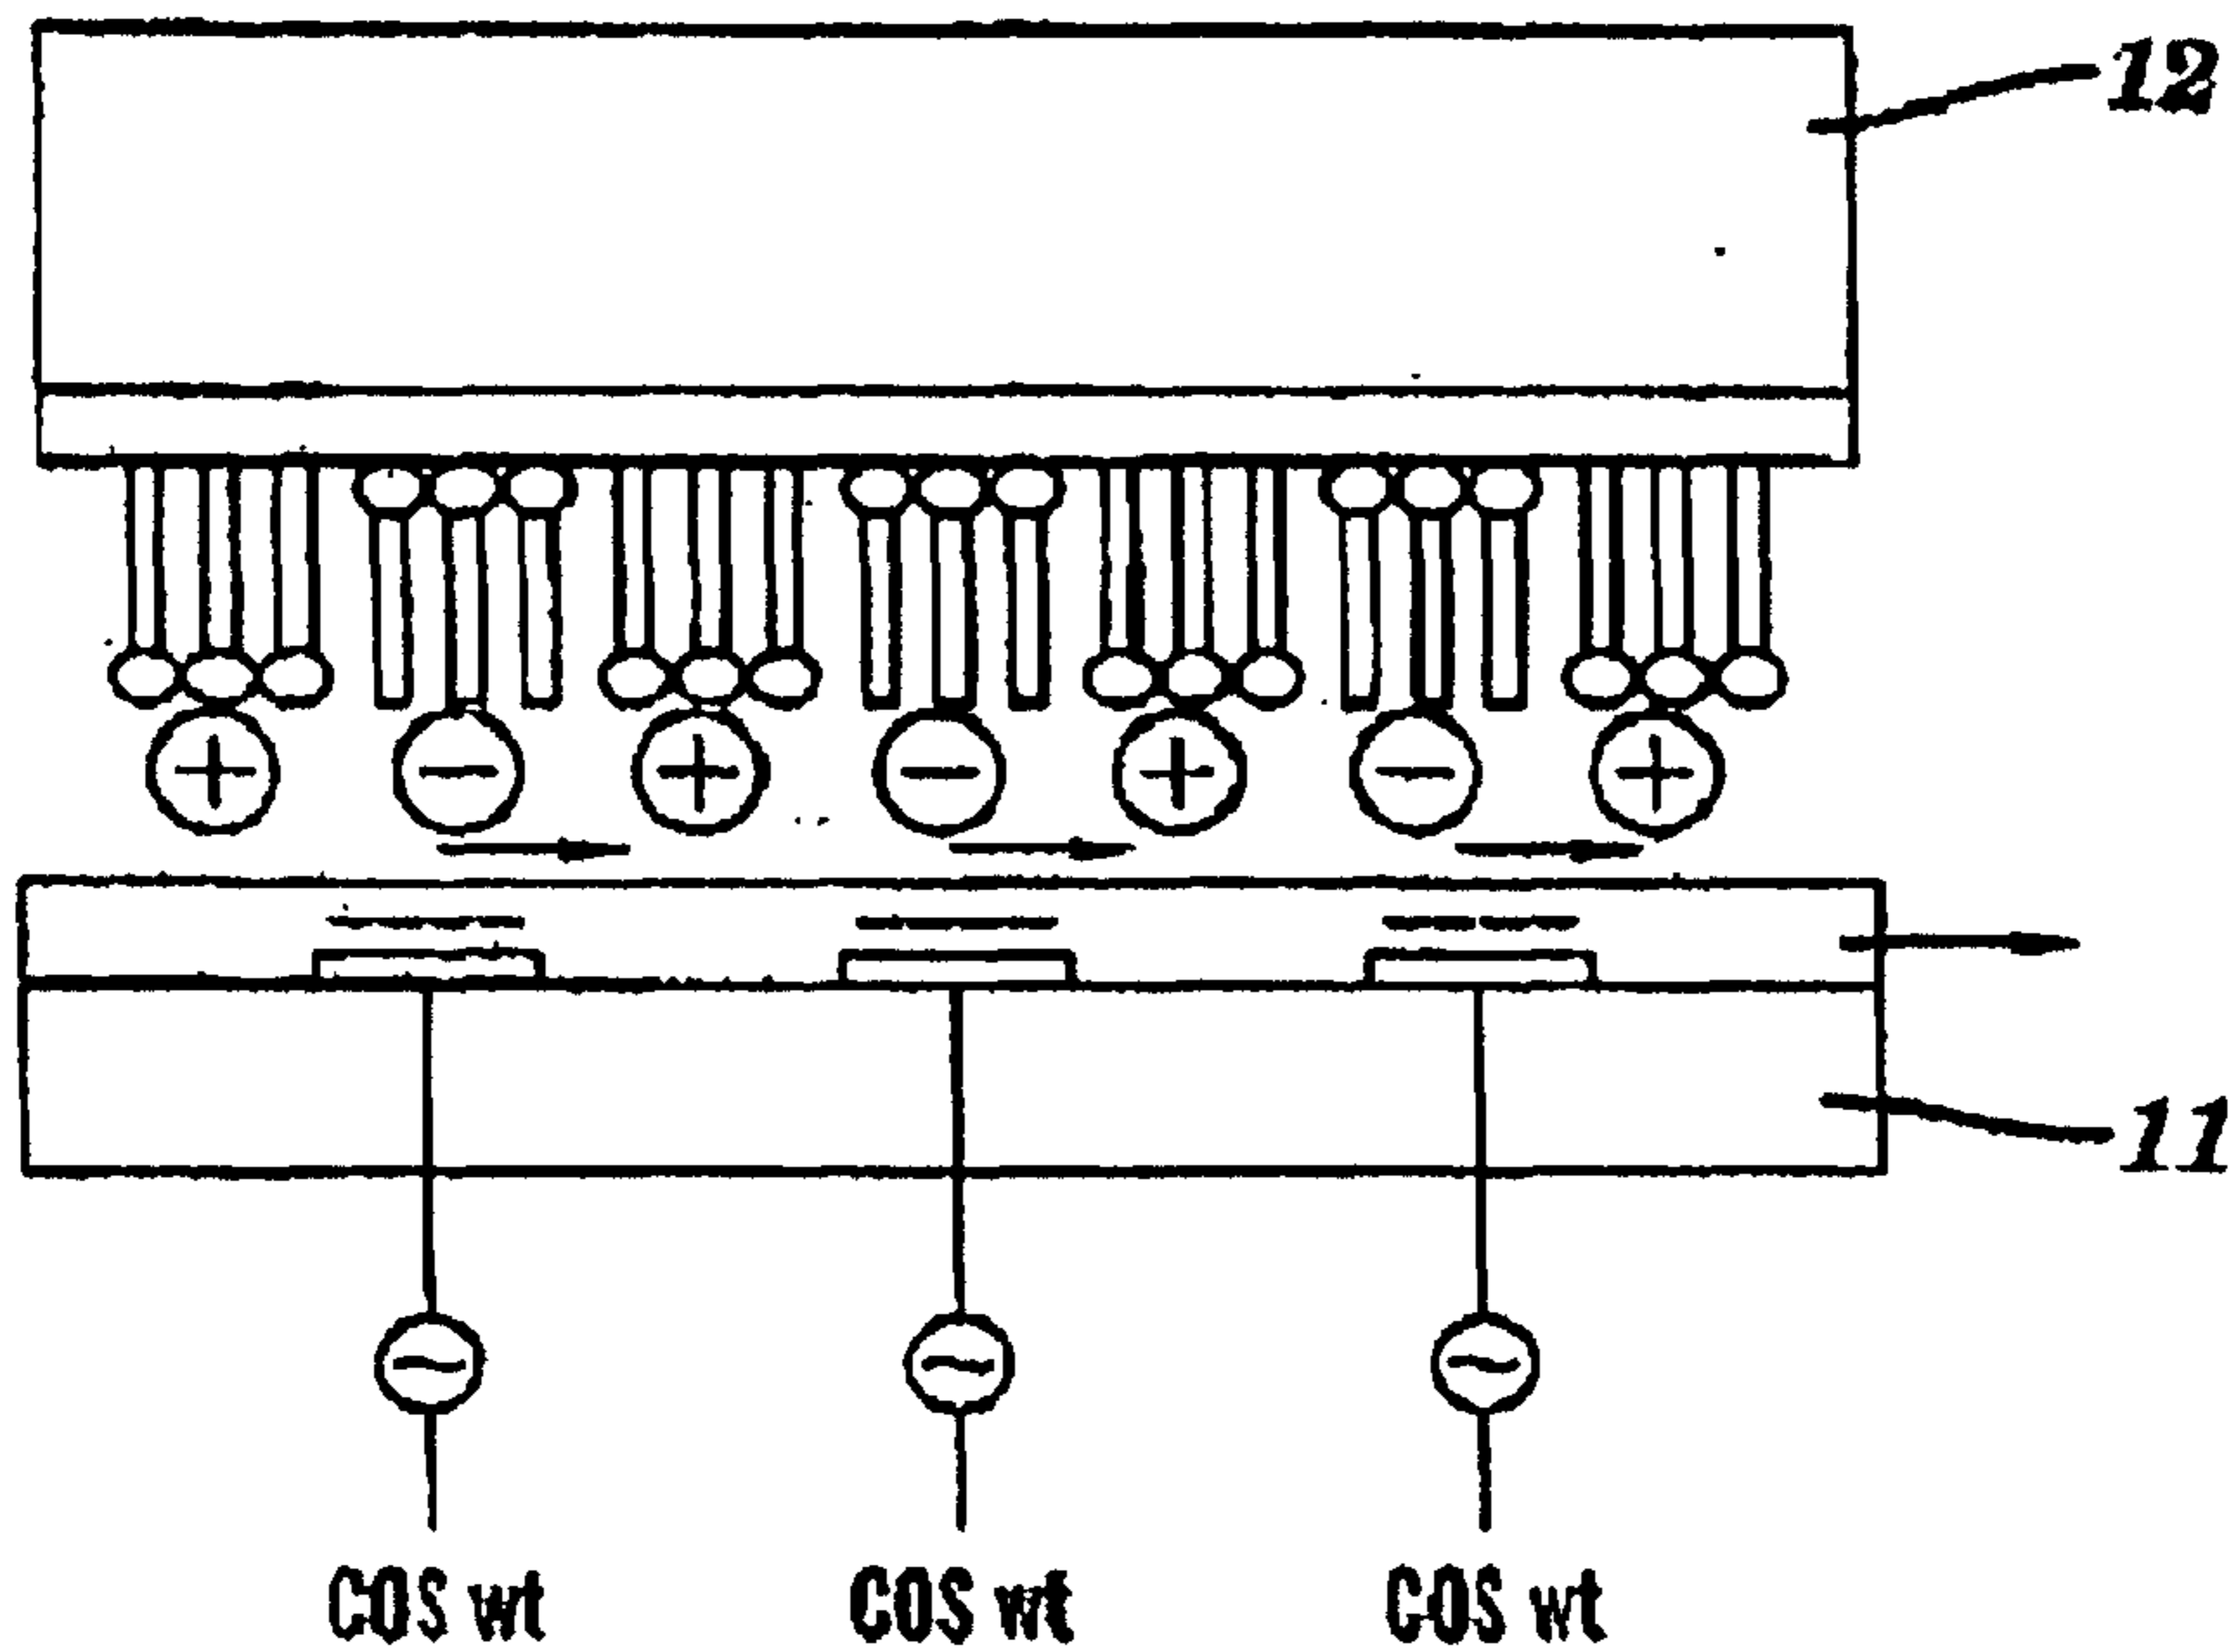 12
+ − + − + − +
11
~ ~ ~
COS wt COS wt COS wt